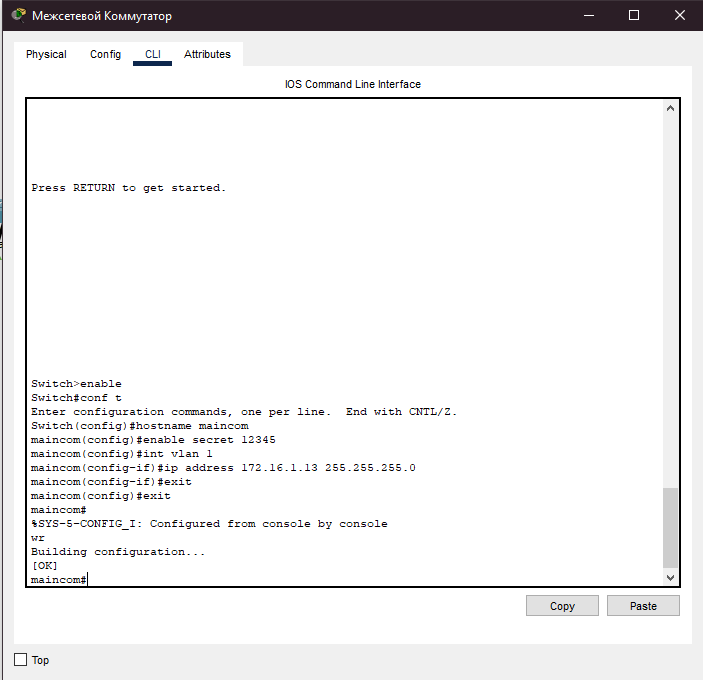 Межсетевой Коммутатор
Physical Config CLI Attributes
IOS Command Line Interface
Press RETURN to get started.
Switch>enable
Switch#conf t
Enter configuration commands, one per line.  End with CNTL/Z.
Switch(config)#hostname maincom
maincom(config)#enable secret 12345
maincom(config)#int vlan 1
maincom(config-if)#ip address 172.16.1.13 255.255.255.0
maincom(config-if)#exit
maincom(config)#exit
maincom#
%SYS-5-CONFIG_I: Configured from console by console
wr
Building configuration...
[OK]
maincom#
Copy Paste
Top